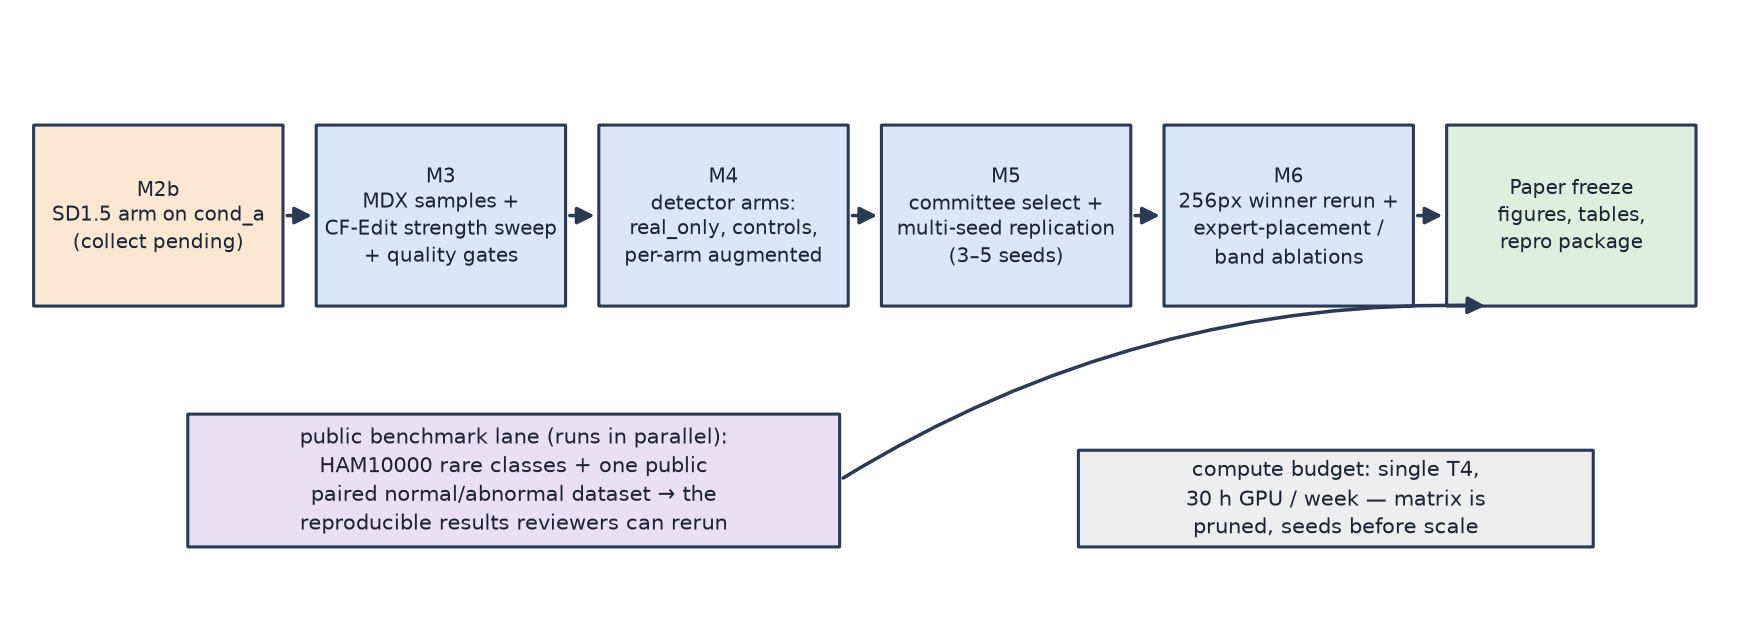 M2b
SD1.5 arm on cond_a
(collect pending)
M3
MDX samples +
CF-Edit strength sweep
+ quality gates
M4
detector arms:
real_only, controls,
per-arm augmented
M5
committee select +
multi-seed replication
(3–5 seeds)
M6
256px winner rerun +
expert-placement /
band ablations
Paper freeze
figures, tables,
repro package
public benchmark lane (runs in parallel):
HAM10000 rare classes + one public
paired normal/abnormal dataset → the
reproducible results reviewers can rerun
compute budget: single T4,
30 h GPU / week — matrix is
pruned, seeds before scale